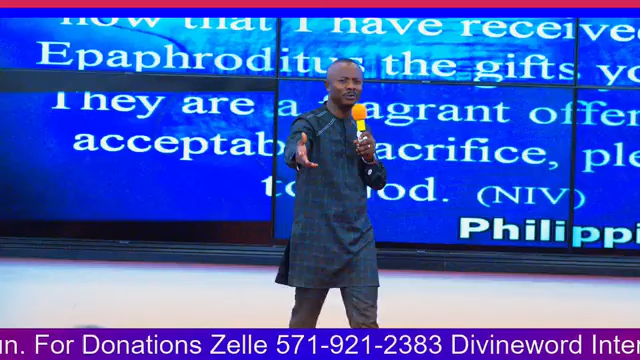 now that I have received
Epaphroditu the gifts yo
They are a fragrant offer
acceptab sacrifice, ple
to God. (NIV)
Philippi
un. For Donations Zelle 571-921-2383 Divineword Inter